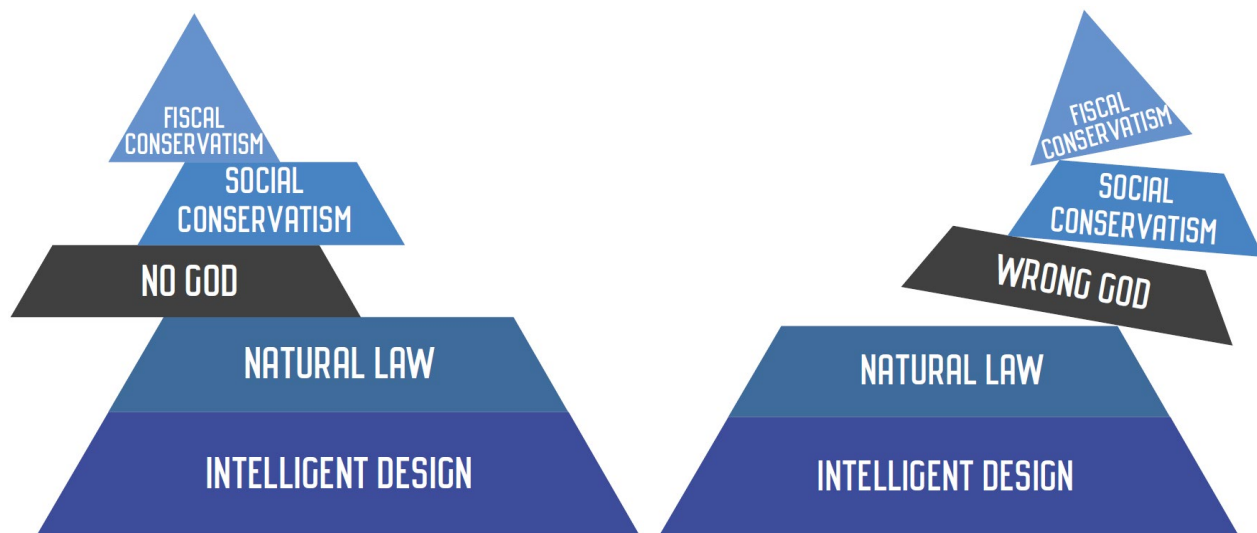 FISCAL
CONSERVATISM
SOCIAL
CONSERVATISM
NO GOD
NATURAL LAW
INTELLIGENT DESIGN
FISCAL
CONSERVATISM
SOCIAL
CONSERVATISM
WRONG GOD
NATURAL LAW
INTELLIGENT DESIGN